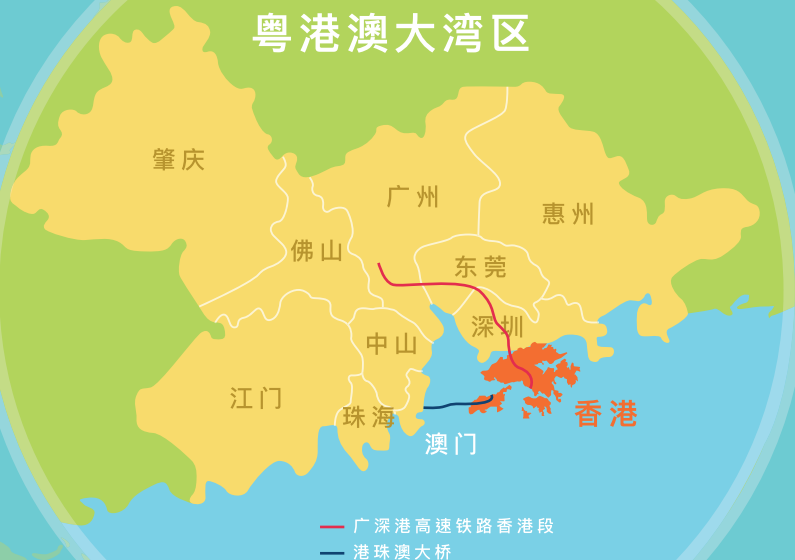 粤港澳大湾区
肇庆
广州
惠州
佛山
东莞
深圳
中山
江门
珠海
香港
澳门
广深港高速铁路香港段
港珠澳大桥